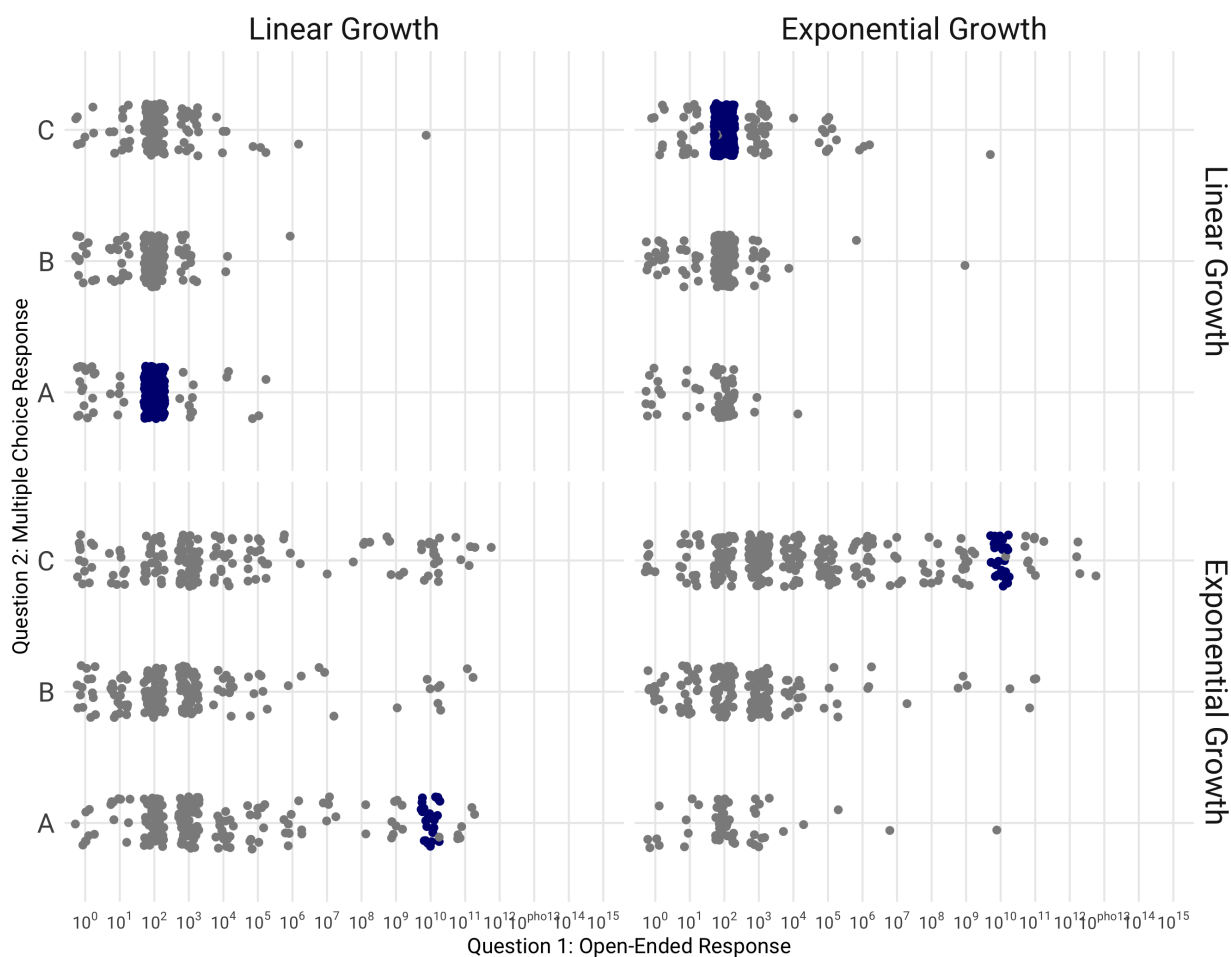 Linear Growth Exponential Growth
C
B
A
Linear Growth
Question 2: Multiple Choice Response
C
B
A
Exponential Growth
10⁰ 10¹ 10² 10³ 10⁴ 10⁵ 10⁶ 10⁷ 10⁸ 10⁹ 10¹⁰ 10¹¹ 10¹² 10ᵖʰᵒ¹³ 10¹⁴ 10¹⁵ 10⁰ 10¹ 10² 10³ 10⁴ 10⁵ 10⁶ 10⁷ 10⁸ 10⁹ 10¹⁰ 10¹¹ 10¹² 10ᵖʰᵒ¹³ 10¹⁴ 10¹⁵
Question 1: Open-Ended Response